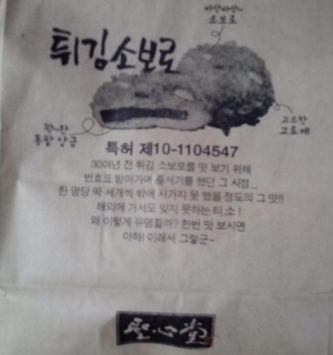 바삭바삭~
소보로
튀김소보로
고소한
고로케
꽉~찬
통팥 앙금
특허 제10-1104547
30여년 전 튀김 소보로를 맛 보기 위해
번호표 받아가며 줄서기를 했던 그 시절...
한 명당 딱 세개씩 밖에 사가지 못 했을 정도의 그 맛!!
해외에 가서도 잊지 못하는 티.소!
왜 이렇게 유명할까? 한번 맛 보시면
아하! 이래서 그렇군~
聖心堂